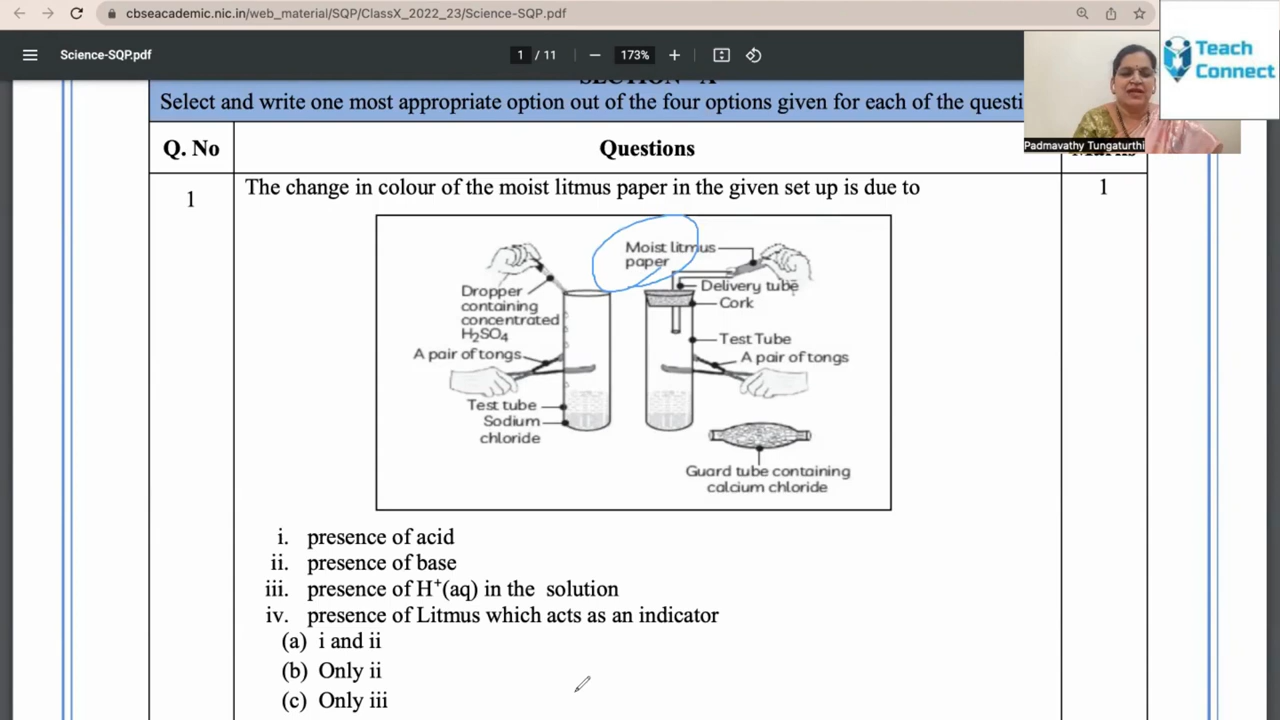 cbseacademic.nic.in/web_material/SQP/ClassX_2022_23/Science-SQP.pdf
Science-SQP.pdf
1 / 11
173%
Teach
Connect
Padmavathy Tungaturthi
Select and write one most appropriate option out of the four options given for each of the questi
Q. No
Questions
1
The change in colour of the moist litmus paper in the given set up is due to
1
Moist litmus
paper
Dropper
containing
concentrated
H₂SO4
A pair of tongs
Test tube
Sodium
chloride
Delivery tube
Cork
Test Tube
A pair of tongs
Guard tube containing
calcium chloride
i. presence of acid
ii. presence of base
iii. presence of H⁺(aq) in the solution
iv. presence of Litmus which acts as an indicator
(a) i and ii
(b) Only ii
(c) Only iii